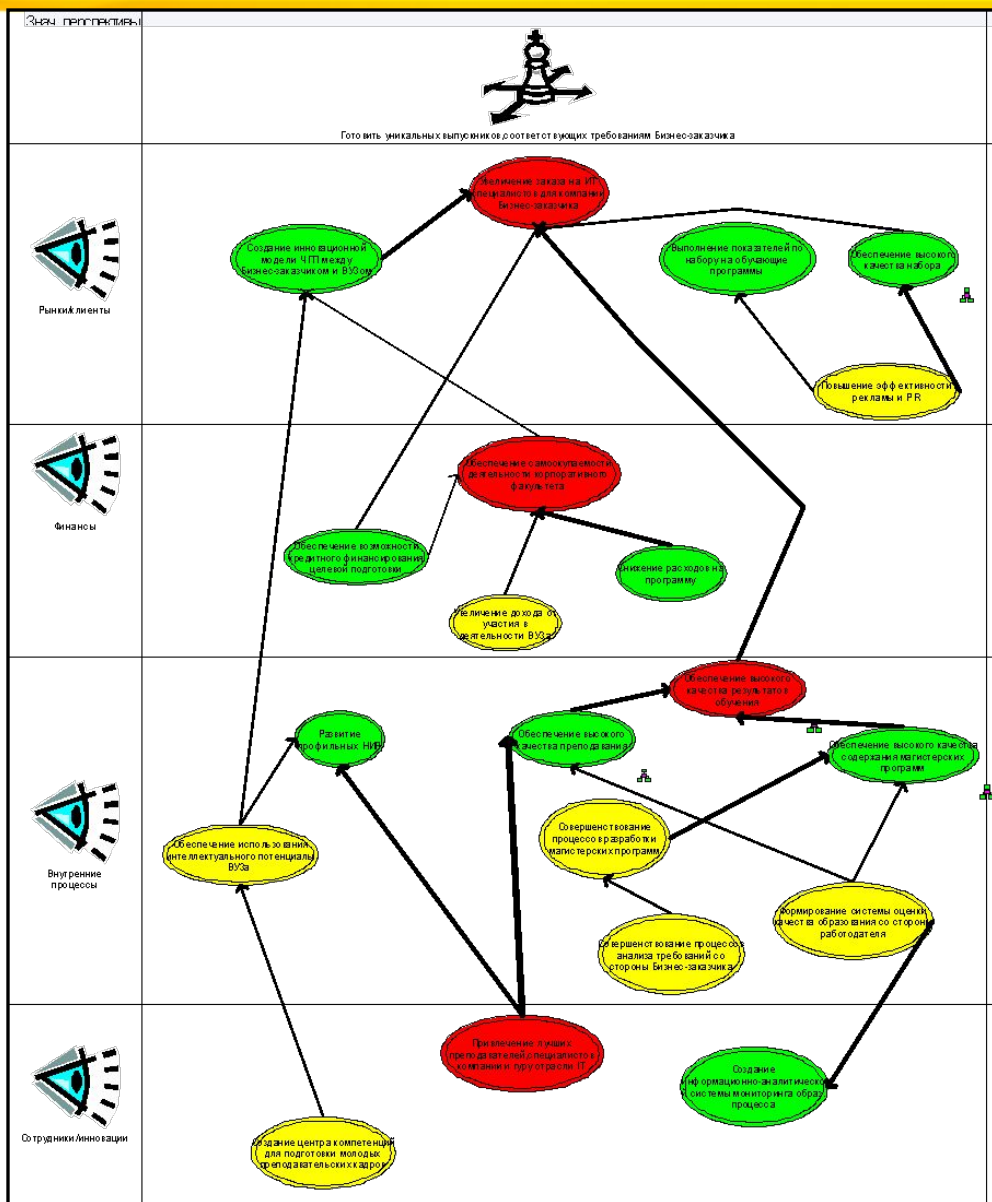 Знач. перспективы
Готовить уникальных выпускников,соответствующих требованиям Бизнес-заказчика
Рынки/клиенты
Увеличение заказа на ИТ
специалистов для компании
Бизнес-заказчика
Создание инновационной
модели ЧГП между
Бизнес-заказчиком и ВУЗом
Выполнение показателей по
набору на обучающие
программы
Обеспечение высокого
качества набора
Повышение эффективности
рекламы и PR
Финансы
Обеспечение самоокупаемости
деятельности корпоративного
факультета
Обеспечение возможности
кредитного финансирования
целевой подготовки
Снижение расходов на
программу
Увеличение дохода от
участия в
деятельности ВУЗа
Внутренние
процессы
Обеспечение высокого
качества результатов
обучения
Развитие
профильных НИР
Обеспечение высокого
качества преподавания
Обеспечение высокого качества
содержания магистерских
программ
Совершенствование
процессов разработки
магистерских программ
Обеспечение использования
интеллектуального потенциалы
ВУЗа
Формирование системы оценки
качества образования со стороны
работодателя
Совершенствование процессов
анализа требований со
стороны Бизнес-заказчика
Сотрудники/инновации
Привлечение лучших
преподавателей,специалистов
компании и гуру отрасли IT
Создание
информационно-аналитической
системы мониторинга образ.
процесса
Создание центра компетенций
для подготовки молодых
преподавательских кадров